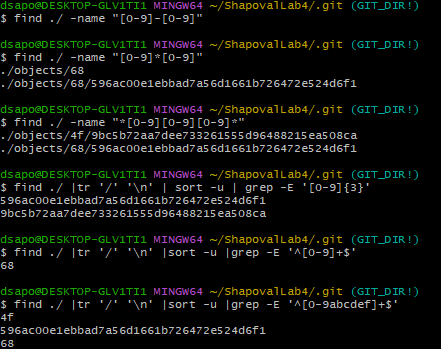 dsapo@DESKTOP-GLV1TI1 MINGW64 ~/ShapovalLab4/.git (GIT_DIR!)
$ find ./ -name "[0-9]-[0-9]"
dsapo@DESKTOP-GLV1TI1 MINGW64 ~/ShapovalLab4/.git (GIT_DIR!)
$ find ./ -name "[0-9]*[0-9]"
./objects/68
./objects/68/596ac00e1ebbad7a56d1661b726472e524d6f1
dsapo@DESKTOP-GLV1TI1 MINGW64 ~/ShapovalLab4/.git (GIT_DIR!)
$ find ./ -name "*[0-9][0-9][0-9]*"
./objects/4f/9bc5b72aa7dee733261555d96488215ea508ca
./objects/68/596ac00e1ebbad7a56d1661b726472e524d6f1
dsapo@DESKTOP-GLV1TI1 MINGW64 ~/ShapovalLab4/.git (GIT_DIR!)
$ find ./ |tr '/' '\n' | sort -u | grep -E '[0-9]{3}'
596ac00e1ebbad7a56d1661b726472e524d6f1
9bc5b72aa7dee733261555d96488215ea508ca
dsapo@DESKTOP-GLV1TI1 MINGW64 ~/ShapovalLab4/.git (GIT_DIR!)
$ find ./ |tr '/' '\n' |sort -u |grep -E '^[0-9]+$'
68
dsapo@DESKTOP-GLV1TI1 MINGW64 ~/ShapovalLab4/.git (GIT_DIR!)
$ find ./ |tr '/' '\n' |sort -u |grep -E '^[0-9abcdef]+$'
4f
596ac00e1ebbad7a56d1661b726472e524d6f1
68